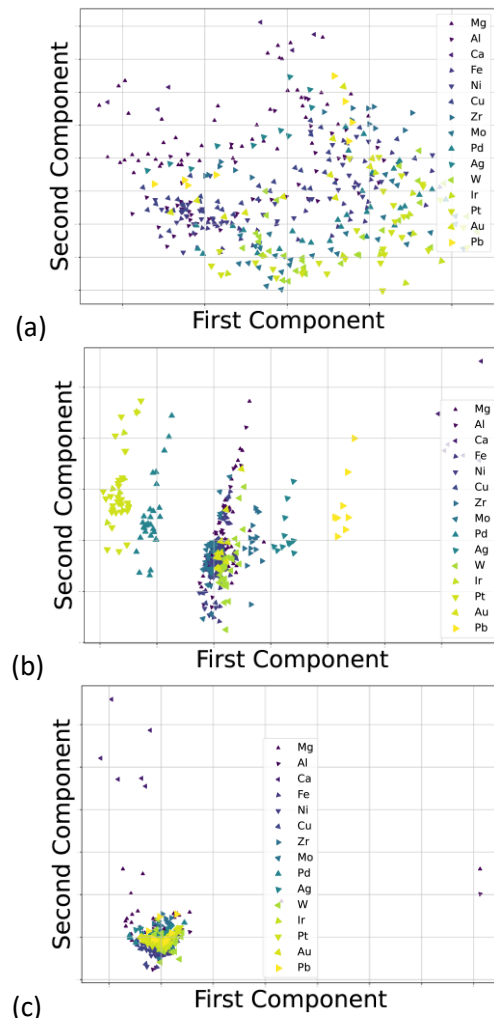 Mg
Al
Ca
Fe
Ni
Cu
Zr
Mo
Pd
Ag
W
Ir
Pt
Au
Pb
Second Component
First Component
(a)
Mg
Al
Ca
Fe
Ni
Cu
Zr
Mo
Pd
Ag
W
Ir
Pt
Au
Pb
Second Component
First Component
(b)
Mg
Al
Ca
Fe
Ni
Cu
Zr
Mo
Pd
Ag
W
Ir
Pt
Au
Pb
Second Component
First Component
(c)